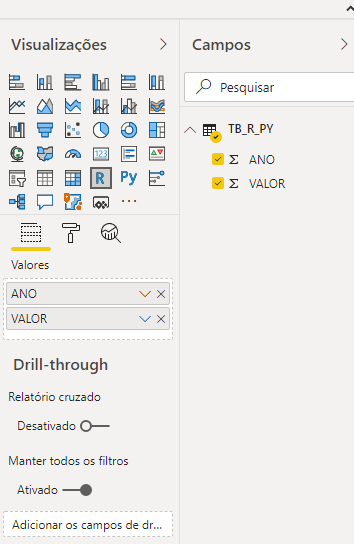 Visualizações
Campos
Pesquisar
TB_R_PY
Σ ANO
Σ VALOR
123
R
Py
Valores
ANO
VALOR
Drill-through
Relatório cruzado
Desativado
Manter todos os filtros
Ativado
Adicionar os campos de dr...